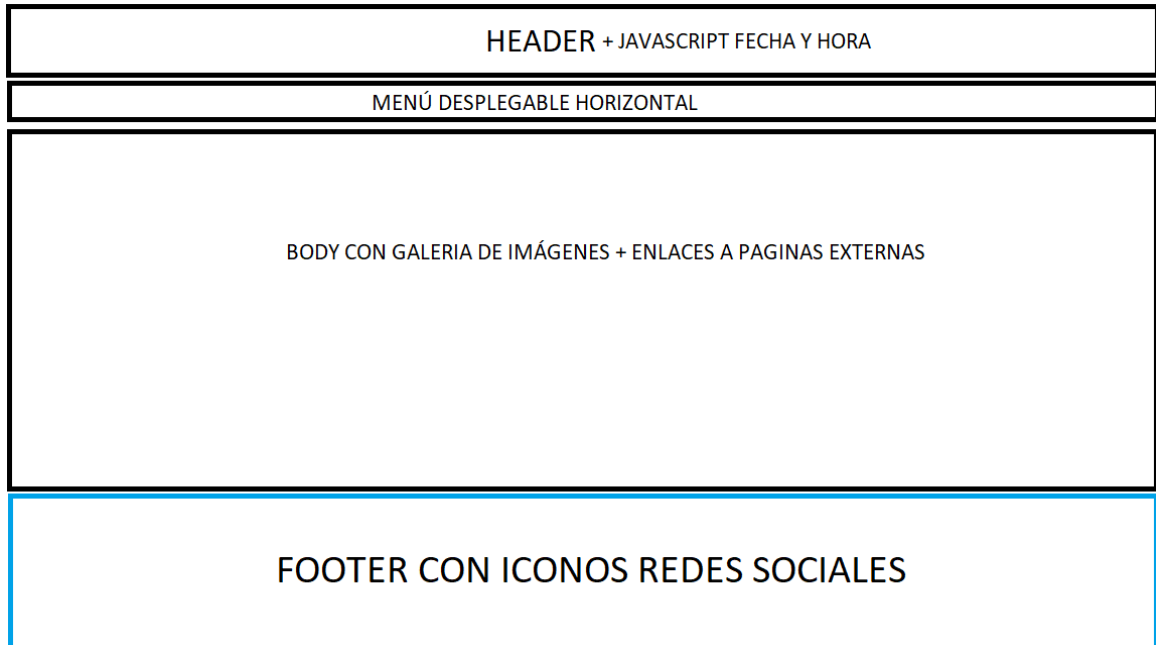 HEADER + JAVASCRIPT FECHA Y HORA
MENÚ DESPLEGABLE HORIZONTAL
BODY CON GALERIA DE IMÁGENES + ENLACES A PAGINAS EXTERNAS
FOOTER CON ICONOS REDES SOCIALES